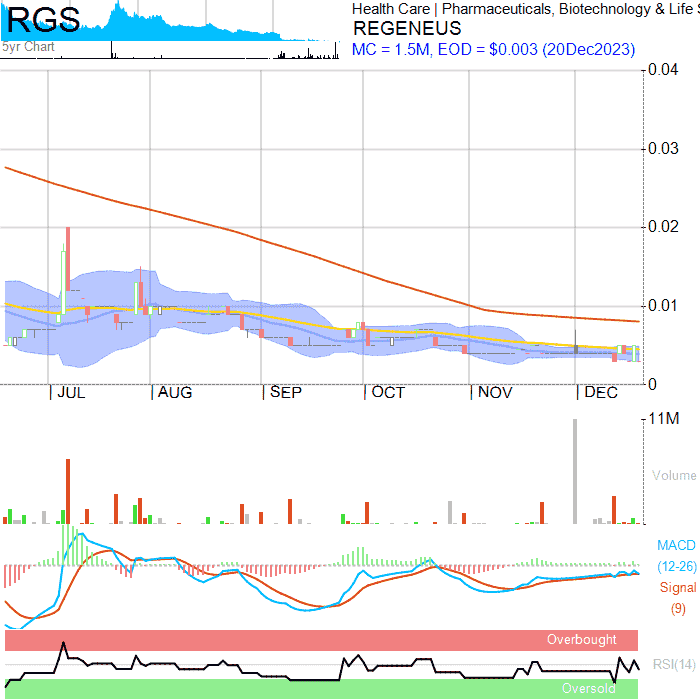 RGS
Health Care | Pharmaceuticals, Biotechnology & Life S
REGENEUS
5yr Chart
MC = 1.5M, EOD = $0.003 (20Dec2023)
0.04
0.03
0.02
0.01
0
JUL AUG SEP OCT NOV DEC
11M
Volume
MACD
(12-26)
Signal
(9)
Overbought
RSI(14)
Oversold